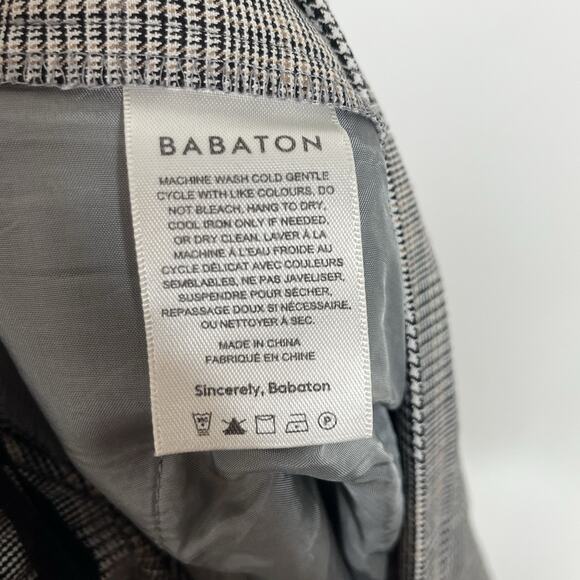 BABATON
MACHINE WASH COLD GENTLE
CYCLE WITH LIKE COLOURS, DO
NOT BLEACH, HANG TO DRY,
COOL IRON ONLY IF NEEDED,
OR DRY CLEAN. LAVER À LA
MACHINE À L'EAU FROIDE AU
CYCLE DÉLICAT AVEC COULEURS
SEMBLABLES, NE PAS JAVELISER,
SUSPENDRE POUR SÉCHER,
REPASSAGE DOUX SI NÉCESSAIRE,
OU NETTOYER À SEC.
MADE IN CHINA
FABRIQUÉ EN CHINE
Sincerely, Babaton
P